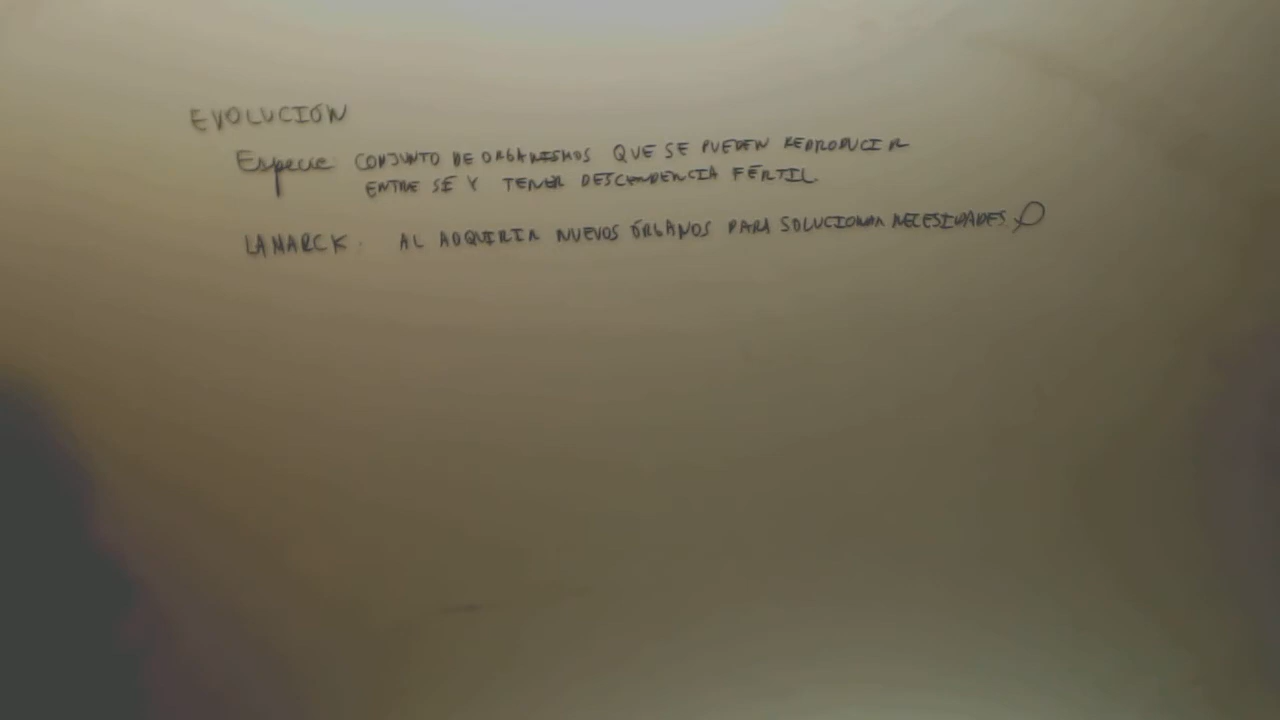 EVOLUCIÓN
Especie: CONJUNTO DE ORGANISMOS QUE SE PUEDEN REPRODUCIR
ENTRE SÉ Y TENER DESCENDENCIA FÉRTIL.
LAMARCK: AL ADQUIRIR NUEVOS ÓRGANOS PARA SOLUCIONAR NECESIDADES.